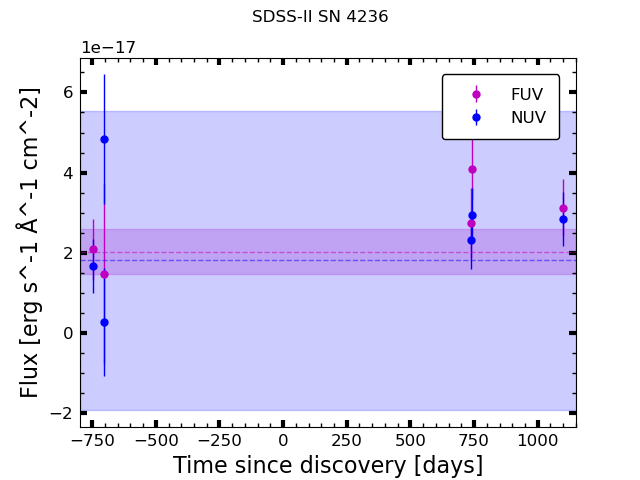 SDSS-II SN 4236
1e−17
FUV
NUV
6
4
2
0
−2
Flux [erg s^-1 Å^-1 cm^-2]
−750 −500 −250 0 250 500 750 1000
Time since discovery [days]